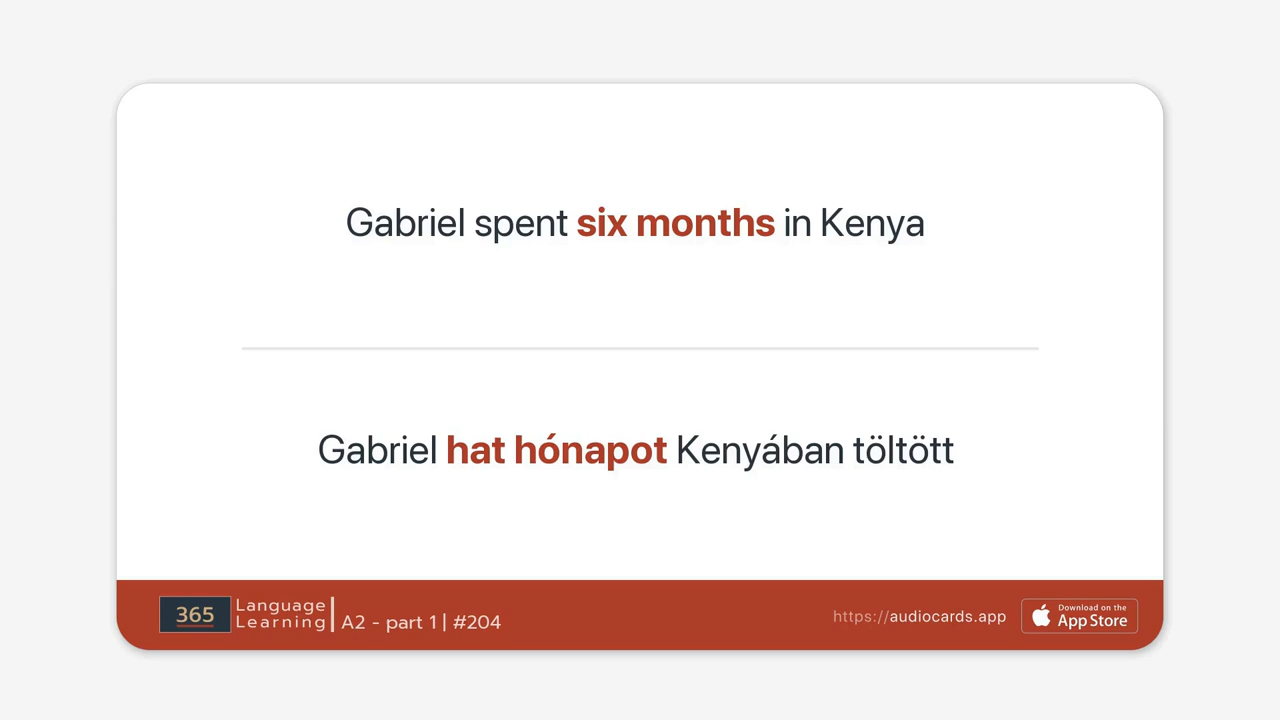 Gabriel spent six months in Kenya
Gabriel hat hónapot Kenyában töltött
365
Language
Learning
A2 - part 1 | #204
https://audiocards.app
Download on the
App Store